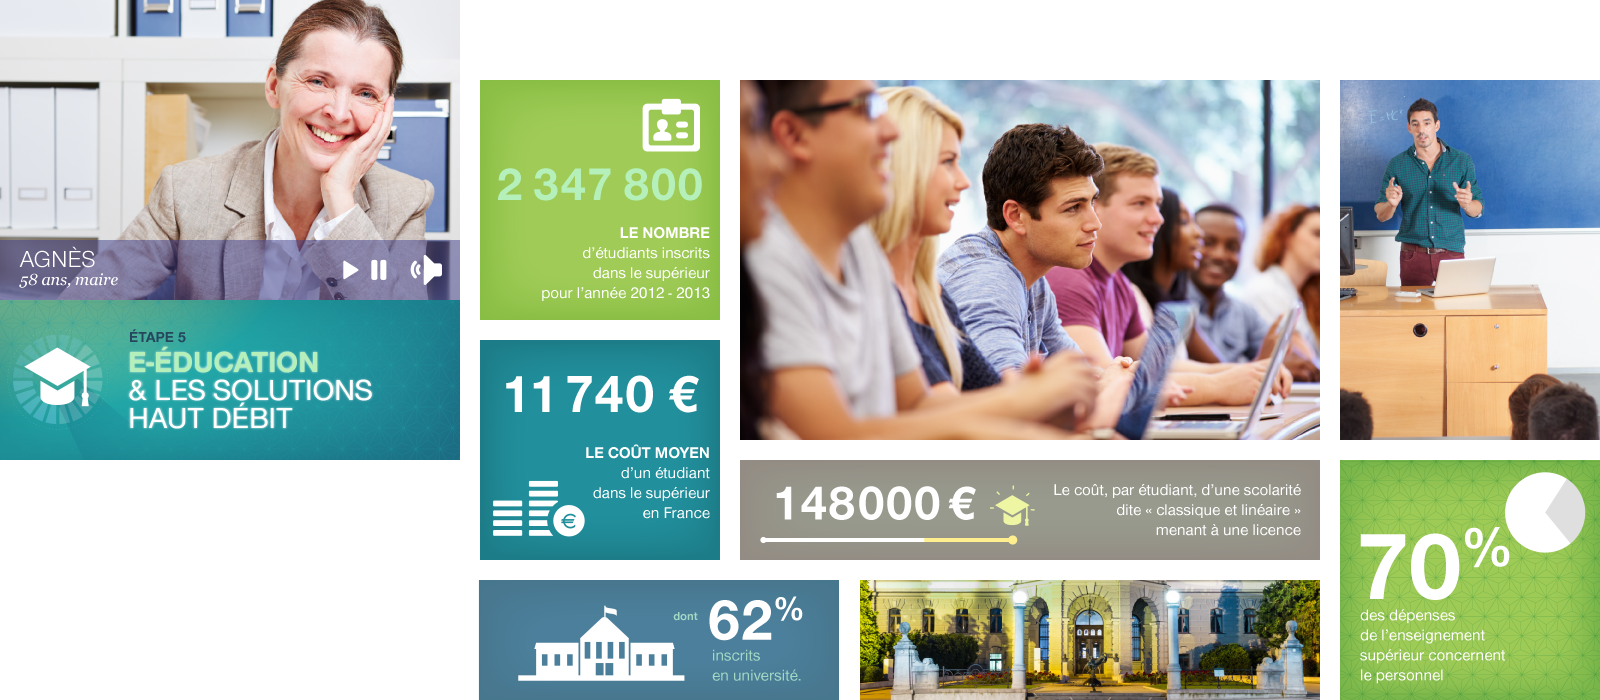 AGNÈS
58 ans, maire
ÉTAPE 5
E-ÉDUCATION
& LES SOLUTIONS
HAUT DÉBIT
2 347 800
LE NOMBRE
d’étudiants inscrits
dans le supérieur
pour l’année 2012 - 2013
11 740 €
LE COÛT MOYEN
d’un étudiant
dans le supérieur
en France
€
148000 €
Le coût, par étudiant, d’une scolarité
dite « classique et linéaire »
menant à une licence
dont 62%
inscrits
en université.
70%
des dépenses
de l’enseignement
supérieur concernent
le personnel